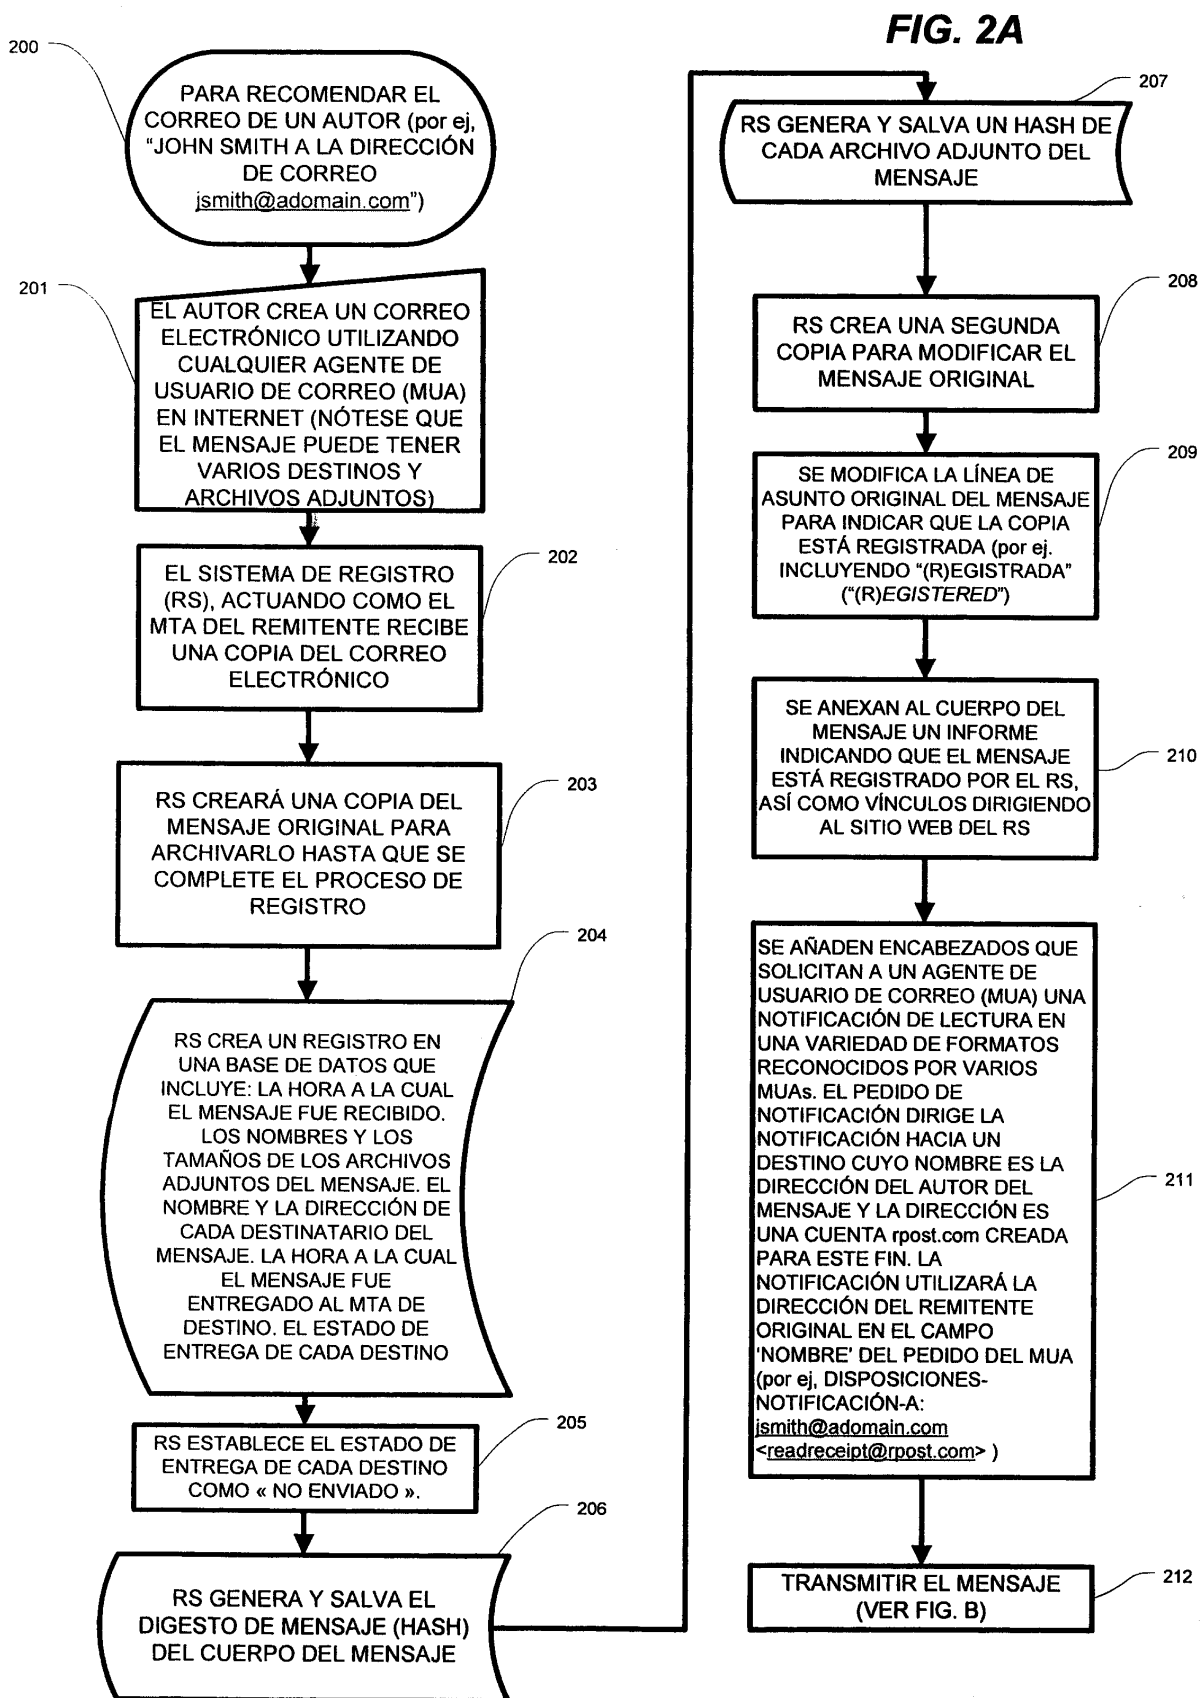 FIG. 2A
200
PARA RECOMENDAR EL
CORREO DE UN AUTOR (por ej,
“JOHN SMITH A LA DIRECCIÓN
DE CORREO
jsmith@adomain.com”)
201
EL AUTOR CREA UN CORREO
ELECTRÓNICO UTILIZANDO
CUALQUIER AGENTE DE
USUARIO DE CORREO (MUA)
EN INTERNET (NÓTESE QUE
EL MENSAJE PUEDE TENER
VARIOS DESTINOS Y
ARCHIVOS ADJUNTOS)
202
EL SISTEMA DE REGISTRO
(RS), ACTUANDO COMO EL
MTA DEL REMITENTE RECIBE
UNA COPIA DEL CORREO
ELECTRÓNICO
203
RS CREARÁ UNA COPIA DEL
MENSAJE ORIGINAL PARA
ARCHIVARLO HASTA QUE SE
COMPLETE EL PROCESO DE
REGISTRO
204
RS CREA UN REGISTRO EN
UNA BASE DE DATOS QUE
INCLUYE: LA HORA A LA CUAL
EL MENSAJE FUE RECIBIDO.
LOS NOMBRES Y LOS
TAMAÑOS DE LOS ARCHIVOS
ADJUNTOS DEL MENSAJE. EL
NOMBRE Y LA DIRECCIÓN DE
CADA DESTINATARIO DEL
MENSAJE. LA HORA A LA CUAL
EL MENSAJE FUE
ENTREGADO AL MTA DE
DESTINO. EL ESTADO DE
ENTREGA DE CADA DESTINO
205
RS ESTABLECE EL ESTADO DE
ENTREGA DE CADA DESTINO
COMO « NO ENVIADO ».
206
RS GENERA Y SALVA EL
DIGESTO DE MENSAJE (HASH)
DEL CUERPO DEL MENSAJE
207
RS GENERA Y SALVA UN HASH DE
CADA ARCHIVO ADJUNTO DEL
MENSAJE
208
RS CREA UNA SEGUNDA
COPIA PARA MODIFICAR EL
MENSAJE ORIGINAL
209
SE MODIFICA LA LÍNEA DE
ASUNTO ORIGINAL DEL MENSAJE
PARA INDICAR QUE LA COPIA
ESTÁ REGISTRADA (por ej.
INCLUYENDO “(R)EGISTRADA”
(“(R)EGISTERED”)
210
SE ANEXAN AL CUERPO DEL
MENSAJE UN INFORME
INDICANDO QUE EL MENSAJE
ESTÁ REGISTRADO POR EL RS,
ASÍ COMO VÍNCULOS DIRIGIENDO
AL SITIO WEB DEL RS
211
SE AÑADEN ENCABEZADOS QUE
SOLICITAN A UN AGENTE DE
USUARIO DE CORREO (MUA) UNA
NOTIFICACIÓN DE LECTURA EN
UNA VARIEDAD DE FORMATOS
RECONOCIDOS POR VARIOS
MUAs. EL PEDIDO DE
NOTIFICACIÓN DIRIGE LA
NOTIFICACIÓN HACIA UN
DESTINO CUYO NOMBRE ES LA
DIRECCIÓN DEL AUTOR DEL
MENSAJE Y LA DIRECCIÓN ES
UNA CUENTA rpost.com CREADA
PARA ESTE FIN. LA
NOTIFICACIÓN UTILIZARÁ LA
DIRECCIÓN DEL REMITENTE
ORIGINAL EN EL CAMPO
'NOMBRE' DEL PEDIDO DEL MUA
(por ej, DISPOSICIONES-
NOTIFICACIÓN-A:
jsmith@adomain.com
<readreceipt@rpost.com> )
212
TRANSMITIR EL MENSAJE
(VER FIG. B)